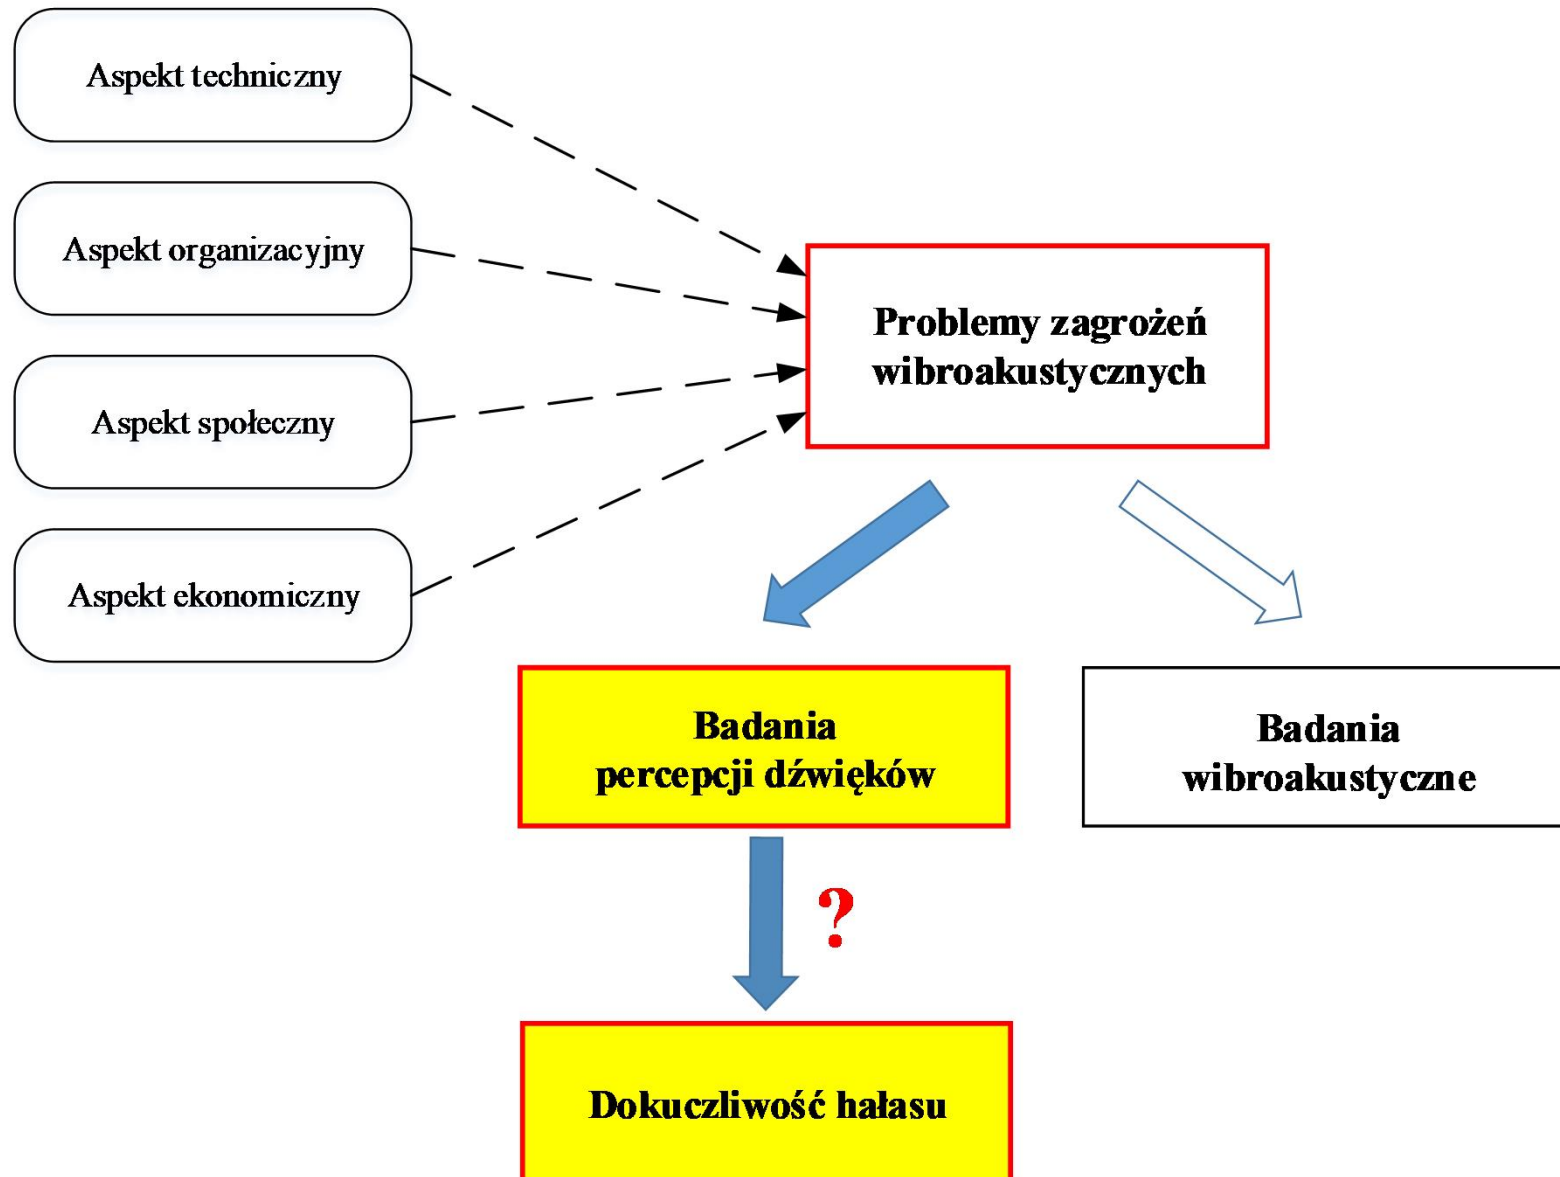 Aspekt techniczny
Aspekt organizacyjny
Aspekt społeczny
Aspekt ekonomiczny
Problemy zagrożeń
wibroakustycznych
Badania
percepcji dźwięków
Badania
wibroakustyczne
?
Dokuczliwość hałasu